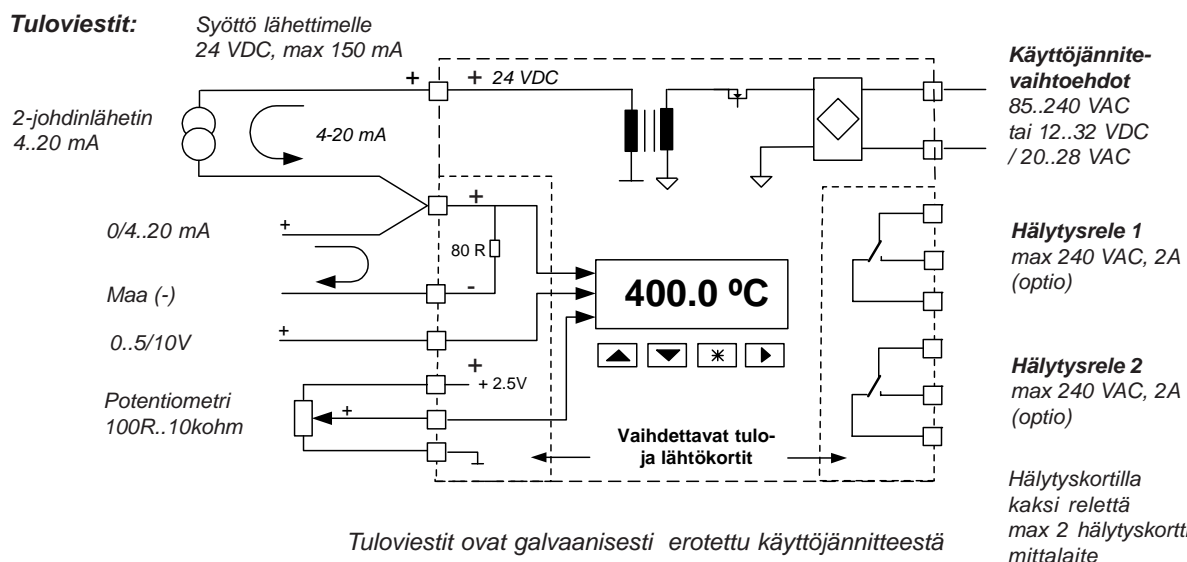 Tuloviestit:
Syöttö lähettimelle
24 VDC, max 150 mA
+ + 24 VDC
2-johdinlähetin
4..20 mA
4-20 mA
Käyttöjännite-
vaihtoehdot
85..240 VAC
tai 12..32 VDC
/ 20..28 VAC
+
0/4..20 mA
+
80 R
Maa (-)
-
0..5/10V
+
400.0 ºC
+
+ 2.5V
Potentiometri
100R..10kohm
+
Vaihdettavat tulo-
ja lähtökortit
Hälytysrele 1
max 240 VAC, 2A
(optio)
Hälytysrele 2
max 240 VAC, 2A
(optio)
Hälytyskortilla
kaksi relettä
max 2 hälytyskortti
mittalaite
Tuloviestit ovat galvaanisesti erotettu käyttöjännitteestä